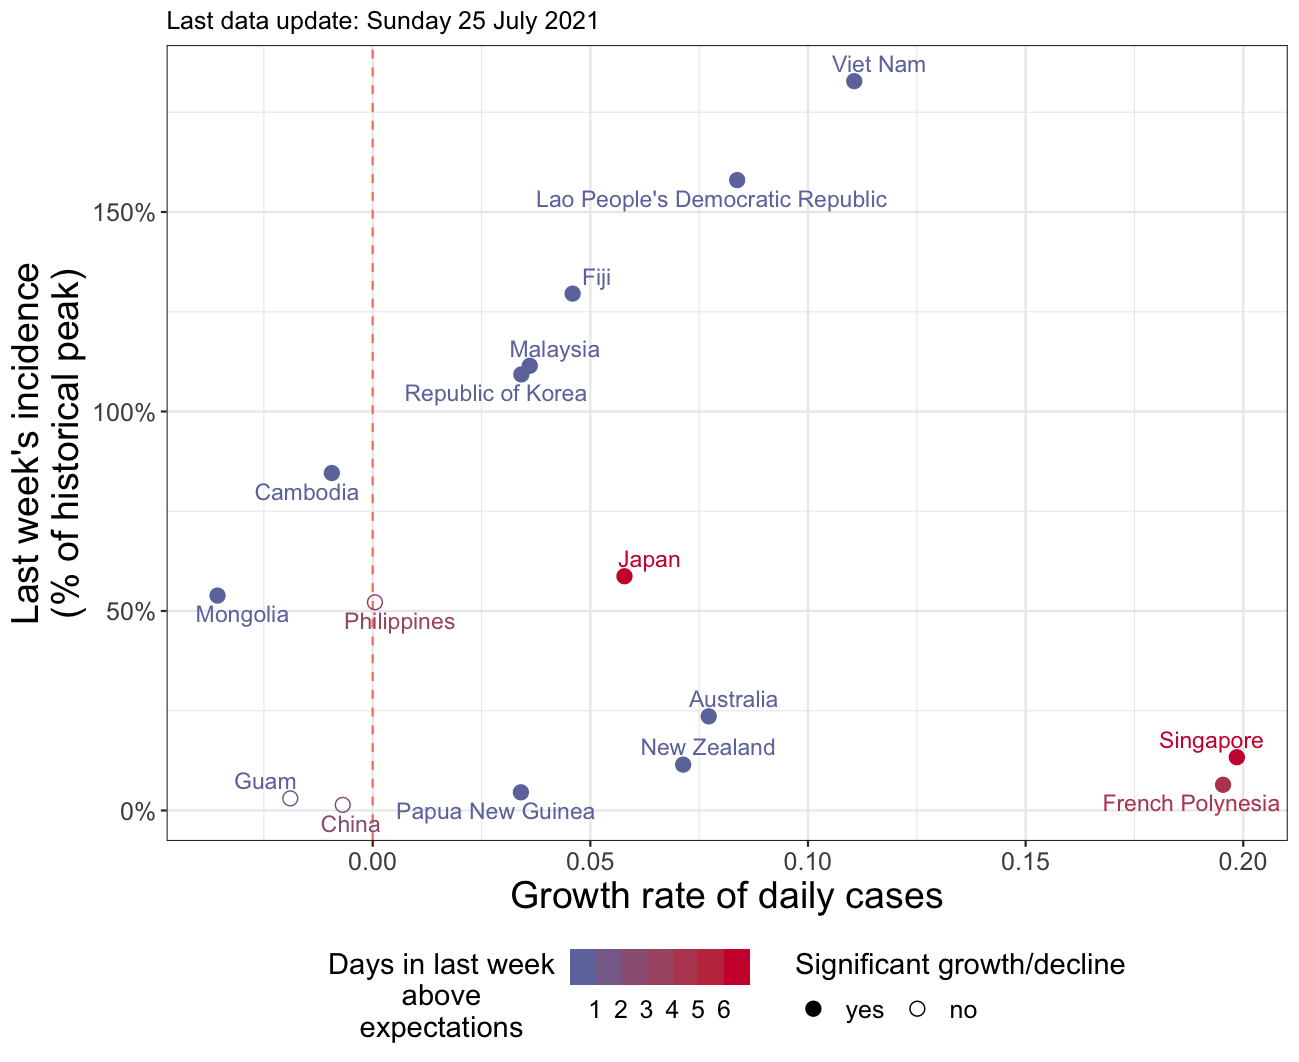 Last data update: Sunday 25 July 2021
Last week's incidence
(% of historical peak)
150%
100%
50%
0%
Viet Nam
Lao People's Democratic Republic
Fiji
Malaysia
Republic of Korea
Cambodia
Japan
Mongolia
Philippines
Australia
New Zealand
Singapore
Guam
French Polynesia
Papua New Guinea
China
0.00 0.05 0.10 0.15 0.20
Growth rate of daily cases
Days in last week
above
expectations
1 2 3 4 5 6
Significant growth/decline
yes no